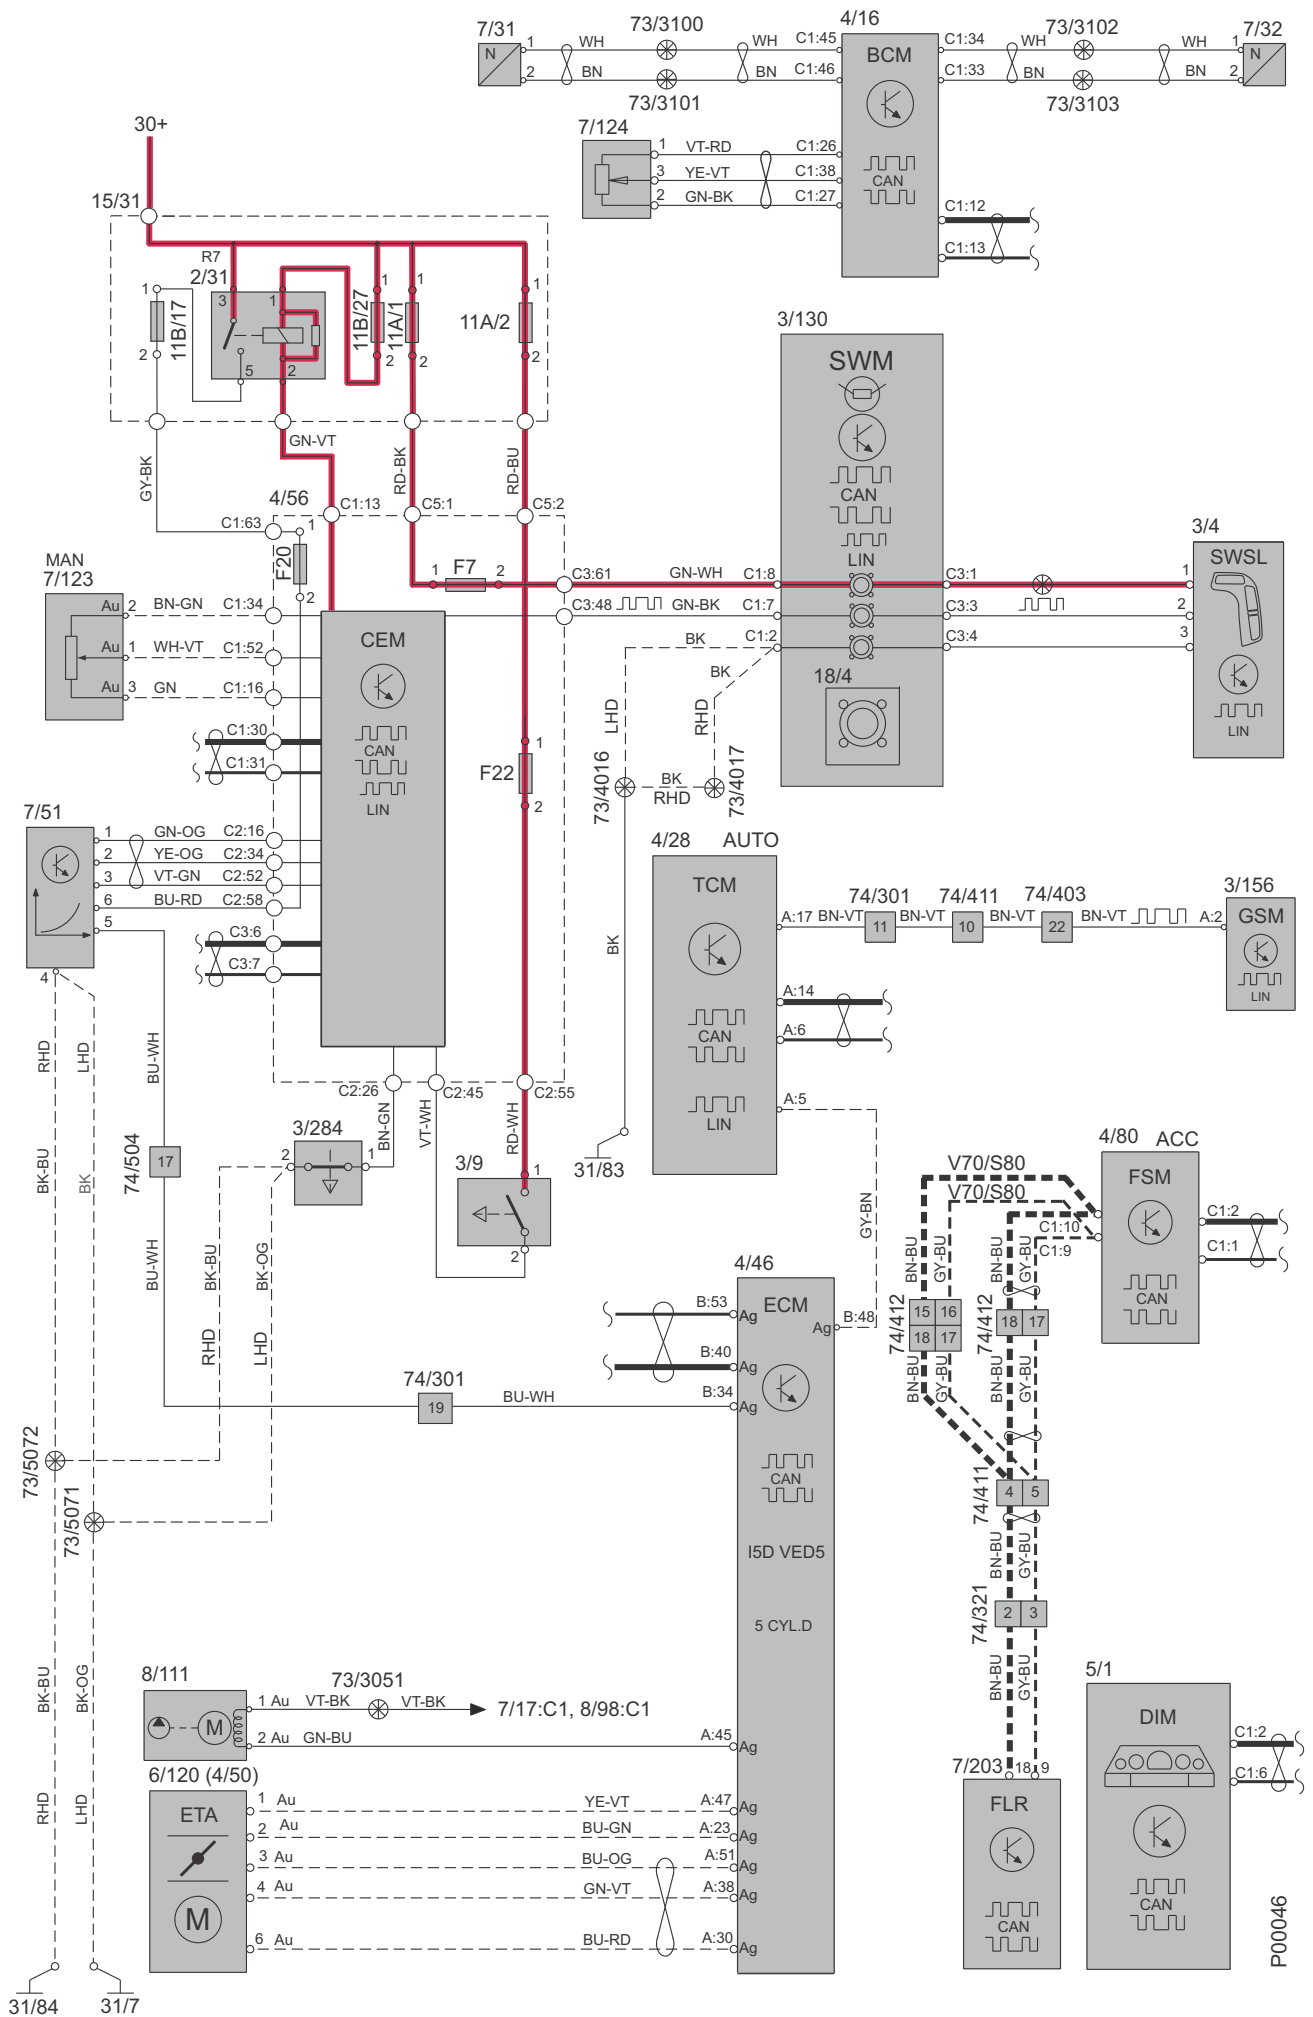 7/31
73/3100
4/16
73/3102
7/32
N
1
WH
WH
C1:45
BCM
C1:34
WH
WH
1
N
2
BN
BN
C1:46
C1:33
BN
BN
2
73/3101
73/3103
7/124
30+
1
VT-RD
C1:26
3
YE-VT
C1:38
CAN
2
GN-BK
C1:27
15/31
C1:12
C1:13
R7
2/31
1
11B/17
2
3
1
5
2
1
11B/27
2
1
11A/1
2
11A/2
1
2
3/130
SWM
CAN
LIN
GN-VT
GY-BK
RD-BK
RD-BU
4/56
C1:13
C5:1
C5:2
C1:63
1
F20
2
3/4
SWSL
MAN
7/123
1
F7
2
C3:61
GN-WH
C1:8
C3:1
1
Au
2
BN-GN
C1:34
C3:48
GN-BK
C1:7
C3:3
2
CEM
Au
1
WH-VT
C1:52
BK
C1:2
C3:4
3
Au
3
GN
C1:16
BK
18/4
LHD
RHD
LIN
C1:30
CAN
C1:31
LIN
1
F22
2
73/4016
BK
RHD
73/4017
7/51
1
GN-OG
C2:16
2
YE-OG
C2:34
3
VT-GN
C2:52
6
BU-RD
C2:58
5
4
4/28
AUTO
TCM
74/301
74/411
74/403
3/156
A:17
BN-VT
11
BN-VT
10
BN-VT
22
BN-VT
A:2
GSM
LIN
C3:6
C3:7
BK
A:14
A:6
CAN
RHD
LHD
BU-WH
C2:26
C2:45
C2:55
A:5
LIN
BN-GN
VT-WH
RD-WH
3/284
2
1
74/504
17
3/9
1
2
31/83
BK-BU
BK
4/80
ACC
FSM
V70/S80
V70/S80
GY-BN
C1:10
C1:9
C1:2
C1:1
CAN
BU-WH
BK-BU
BK-OG
4/46
ECM
BN-BU
GY-BU
BN-BU
GY-BU
B:53
Ag
Ag
B:48
74/412
15
16
18
17
74/412
18
17
RHD
LHD
B:40
Ag
BN-BU
GY-BU
BN-BU
GY-BU
74/301
19
BU-WH
B:34
Ag
73/5072
CAN
74/411
4
5
73/5071
I5D VED5
BN-BU
GY-BU
74/321
2
3
5 CYL.D
BK-BU
BK-OG
BN-BU
GY-BU
8/111
73/3051
1 Au
VT-BK
VT-BK
7/17:C1, 8/98:C1
M
2 Au
GN-BU
A:45
Ag
5/1
DIM
C1:2
C1:6
CAN
6/120 (4/50)
7/203
18
9
FLR
CAN
ETA
M
1
Au
YE-VT
A:47
Ag
2
Au
BU-GN
A:23
Ag
3
Au
BU-OG
A:51
Ag
4
Au
GN-VT
A:38
Ag
6
Au
BU-RD
A:30
Ag
RHD
LHD
31/84
31/7
P00046